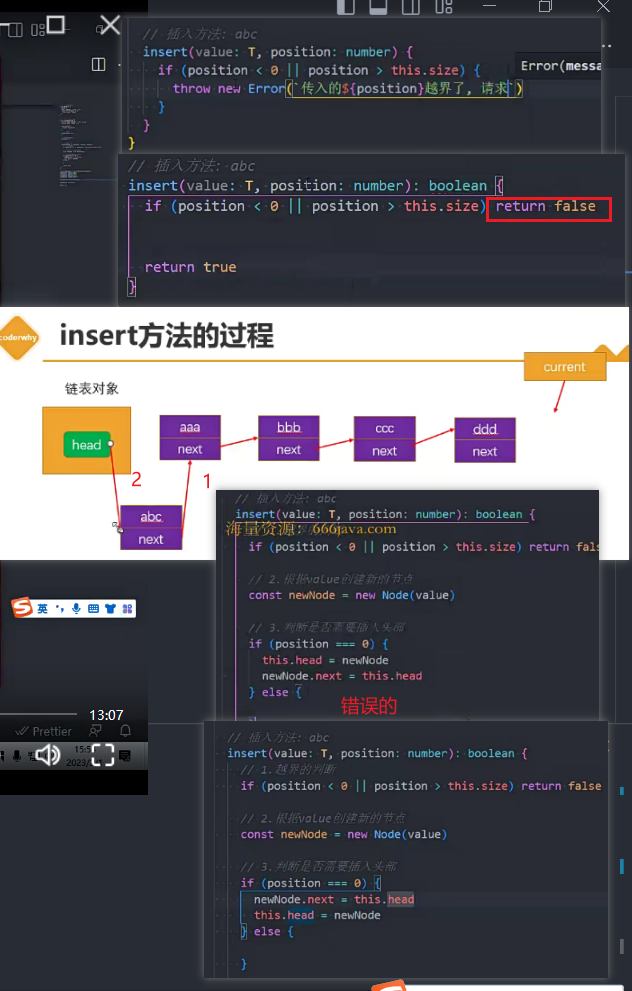 // 插入方法: abc
insert(value: T, position: number) {
if (position < 0 || position > this.size) {
Error(messa
throw new Error(`传入的${position}越界了, 请求`)
}
}
}
// 插入方法: abc
insert(value: T, position: number): boolean {
if (position < 0 || position > this.size) return false
return true
}
coderwhy
insert方法的过程
current
链表对象
head
aaa
next
bbb
next
ccc
next
ddd
next
2
1
abc
next
// 插入方法: abc
insert(value: T, position: number): boolean {
海量资源：666java.com
if (position < 0 || position > this.size) return fals
// 2.根据value创建新的节点
const newNode = new Node(value)
// 3.判断是否需要插入头部
if (position === 0) {
this.head = newNode
newNode.next = this.head
} else {
错误的
英
13:07
Prettier
// 插入方法: abc
insert(value: T, position: number): boolean {
// 1.越界的判断
if (position < 0 || position > this.size) return false
// 2.根据value创建新的节点
const newNode = new Node(value)
// 3.判断是否需要插入头部
if (position === 0) {
newNode.next = this.head
this.head = newNode
} else {
}